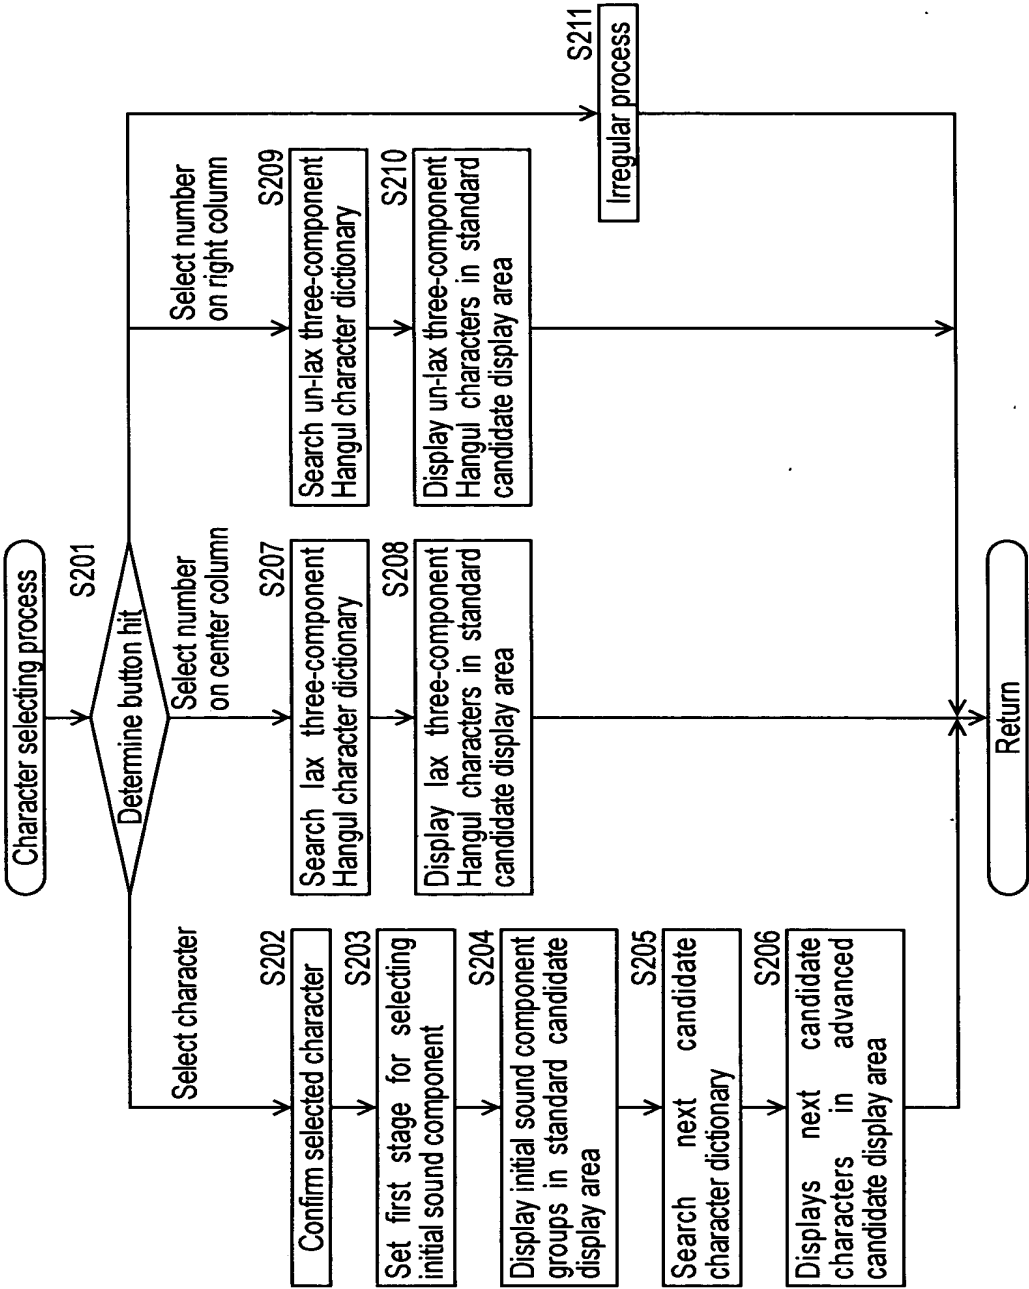 Character selecting process
S201
Determine button hit
Select character
S202
Confirm selected character
S203
Set first stage for selecting
initial sound component
S204
Display initial sound component
groups in standard candidate
display area
S205
Search next candidate
character dictionary
S206
Displays next candidate
characters in advanced
candidate display area
Select number
on center column
S207
Search lax three-component
Hangul character dictionary
S208
Display lax three-component
Hangul characters in standard
candidate display area
Select number
on right column
S209
Search un-lax three-component
Hangul character dictionary
S210
Display un-lax three-component
Hangul characters in standard
candidate display area
S211
Irregular process
Return